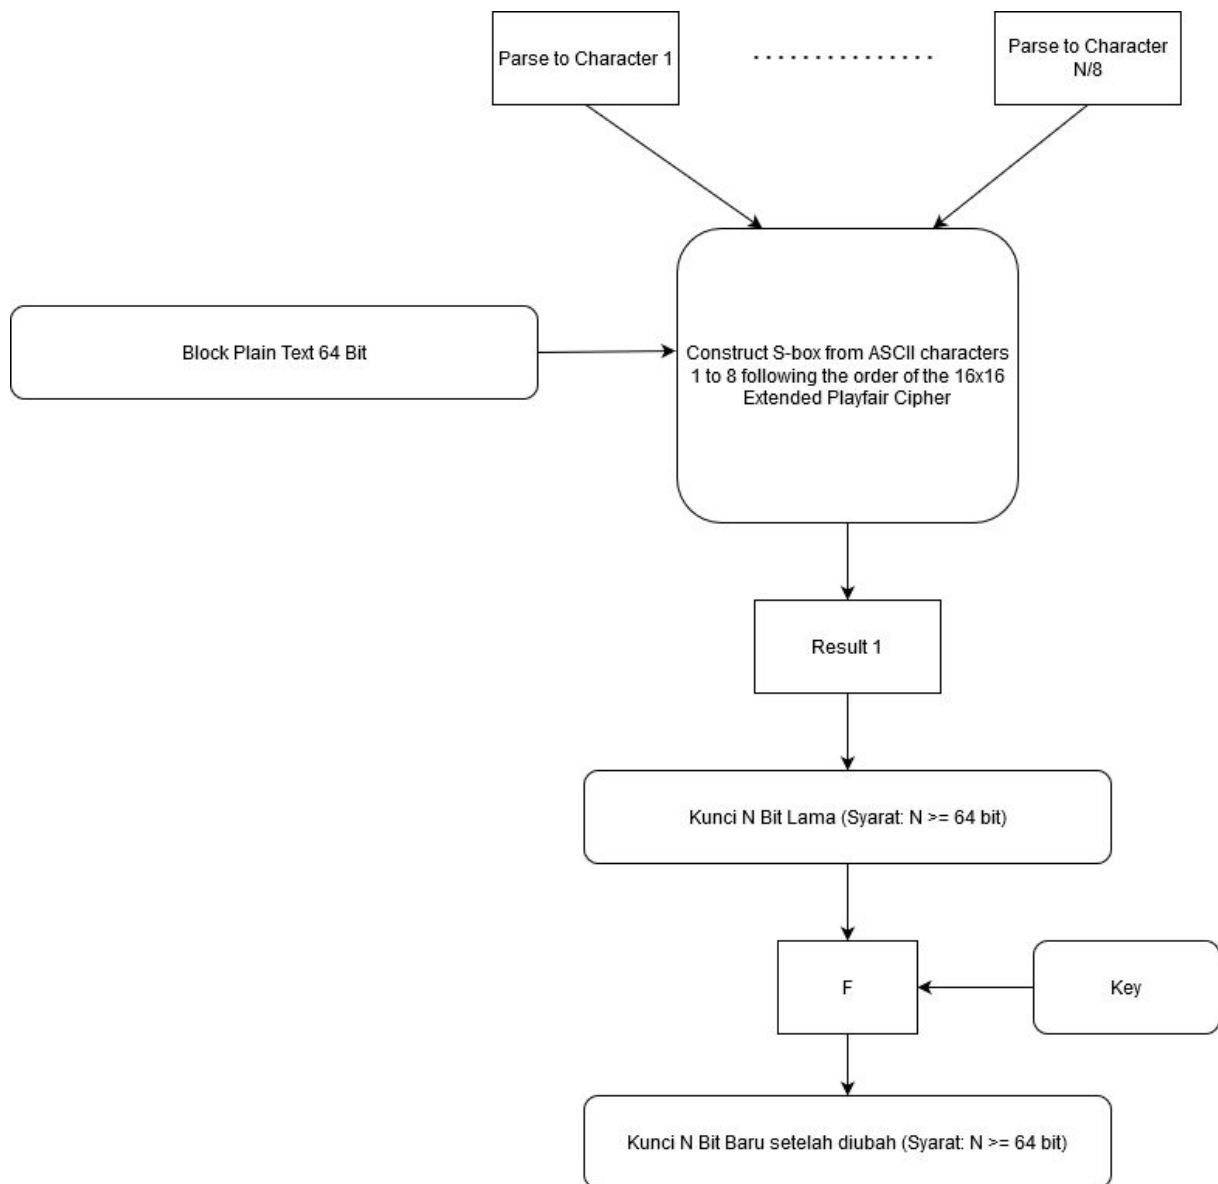 Parse to Character 1
Parse to Character
N/8
Block Plain Text 64 Bit
Construct S-box from ASCII characters
1 to 8 following the order of the 16x16
Extended Playfair Cipher
Result 1
Kunci N Bit Lama (Syarat: N >= 64 bit)
F
Key
Kunci N Bit Baru setelah diubah (Syarat: N >= 64 bit)